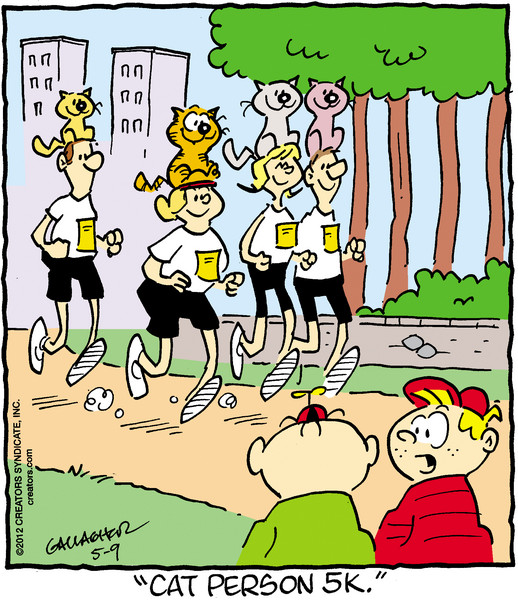 ©2012 CREATORS SYNDICATE, INC.
creators.com
GALLAGHER
5-9
"CAT PERSON 5K."